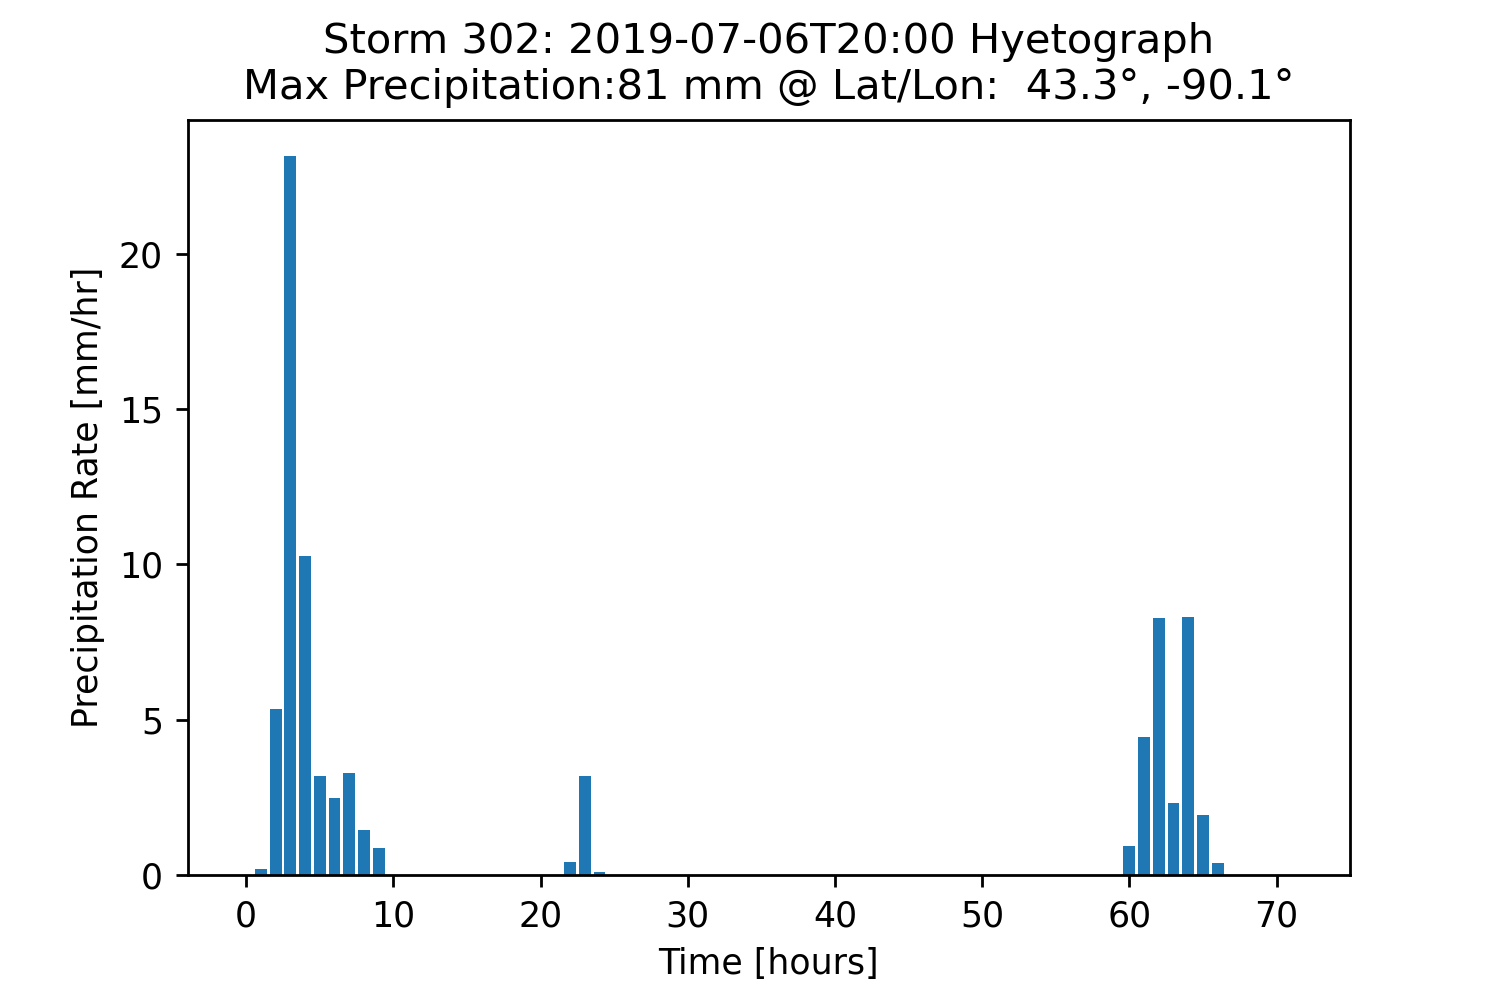 Storm 302: 2019-07-06T20:00 Hyetograph
Max Precipitation:81 mm @ Lat/Lon:  43.3°, -90.1°
Precipitation Rate [mm/hr]
20
15
10
5
0
0 10 20 30 40 50 60 70
Time [hours]